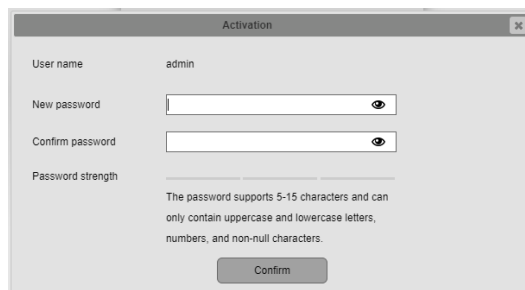 Activation
User name admin
New password
Confirm password
Password strength
The password supports 5-15 characters and can
only contain uppercase and lowercase letters,
numbers, and non-null characters.
Confirm